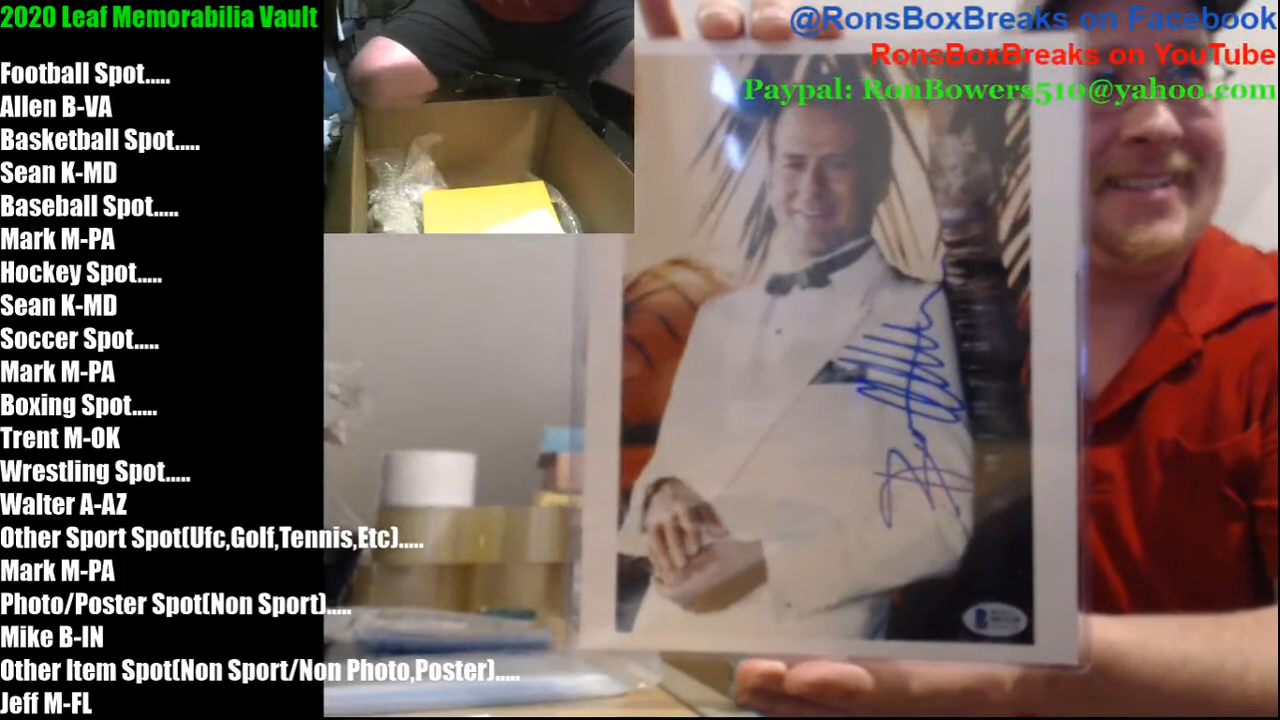 2020 Leaf Memorabilia Vault
Football Spot.....
Allen B-VA
Basketball Spot.....
Sean K-MD
Baseball Spot.....
Mark M-PA
Hockey Spot.....
Sean K-MD
Soccer Spot.....
Mark M-PA
Boxing Spot.....
Trent M-OK
Wrestling Spot.....
Walter A-AZ
Other Sport Spot(Ufc,Golf,Tennis,Etc).....
Mark M-PA
Photo/Poster Spot(Non Sport).....
Mike B-IN
Other Item Spot(Non Sport/Non Photo,Poster).....
Jeff M-FL
@RonsBoxBreaks on Facebook
RonsBoxBreaks on YouTube
Paypal: RonBowers510@yahoo.com